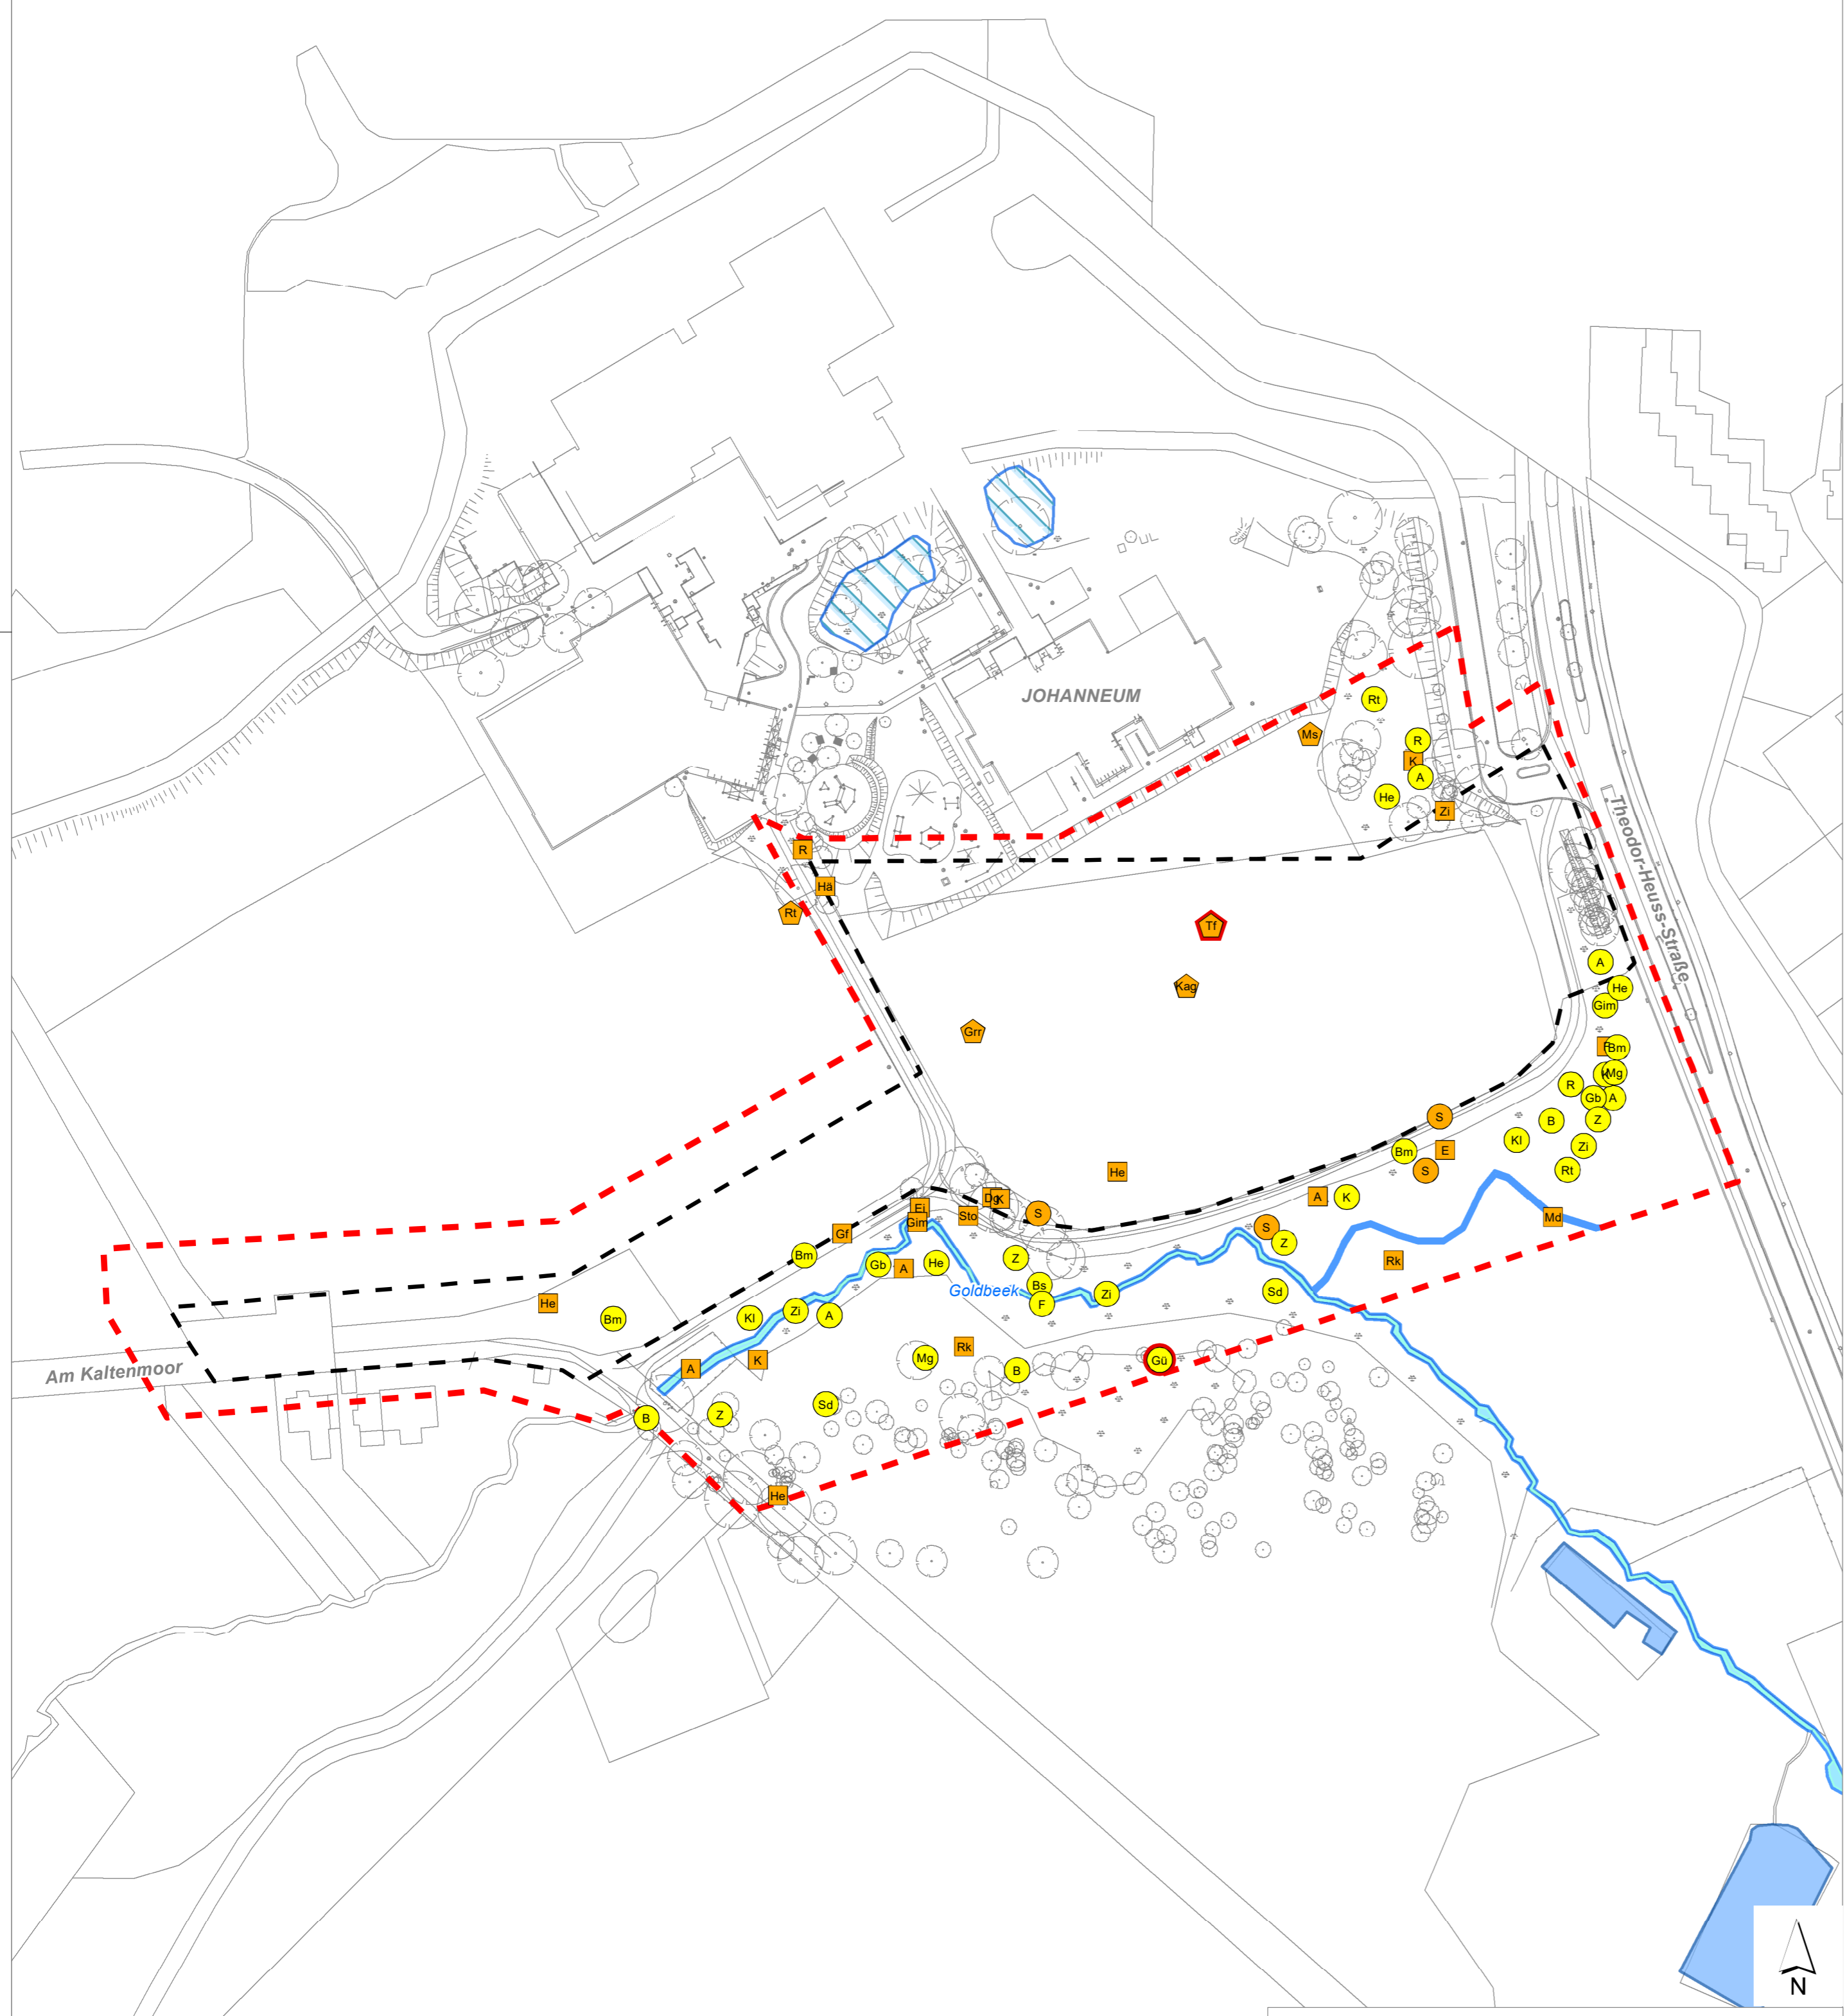 JOHANNEUM
Rt
Ms
R
K
A
He
Zi
Theodor-Heuss-Straße
R
Hä
Rt
Tf
A
Kag
He
Gim
Grr
Bm
Mg
R
Gb
A
S
B
Z
Kl
Zi
Bm
E
S
Rt
He
A
K
Dg
K
Ei
Sto
S
Gim
Md
Gf
S
Z
Bm
Gb
A
He
Z
Rk
Bs
Goldbeek
Zi
Sd
F
He
Bm
Kl
Zi
A
Rk
Mg
Gü
A
K
B
Am Kaltenmoor
Sd
B
Z
He
N